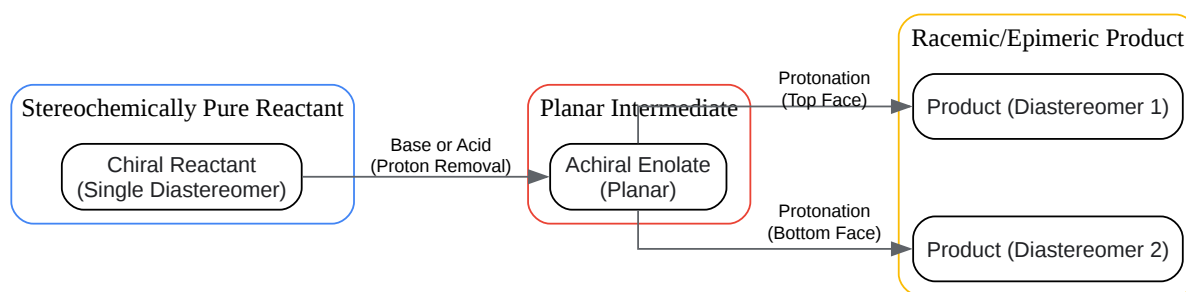 Stereochemically Pure Reactant
Chiral Reactant
(Single Diastereomer)
Base or Acid
(Proton Removal)
Planar Intermediate
Achiral Enolate
(Planar)
Protonation
(Top Face)
Protonation
(Bottom Face)
Racemic/Epimeric Product
Product (Diastereomer 1)
Product (Diastereomer 2)